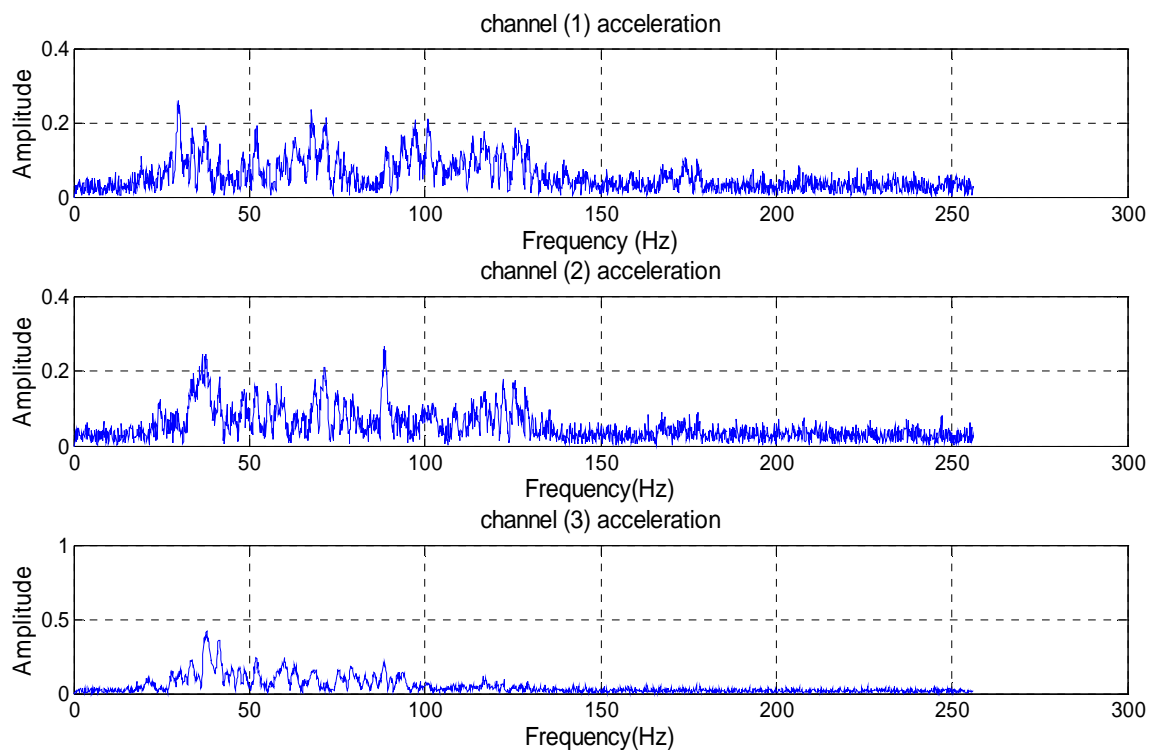 channel (1) acceleration
Amplitude
0.4
0.2
0
0 50 100 150 200 250 300
Frequency (Hz)
channel (2) acceleration
Amplitude
0.4
0.2
0
0 50 100 150 200 250 300
Frequency(Hz)
channel (3) acceleration
Amplitude
1
0.5
0
0 50 100 150 200 250 300
Frequency(Hz)